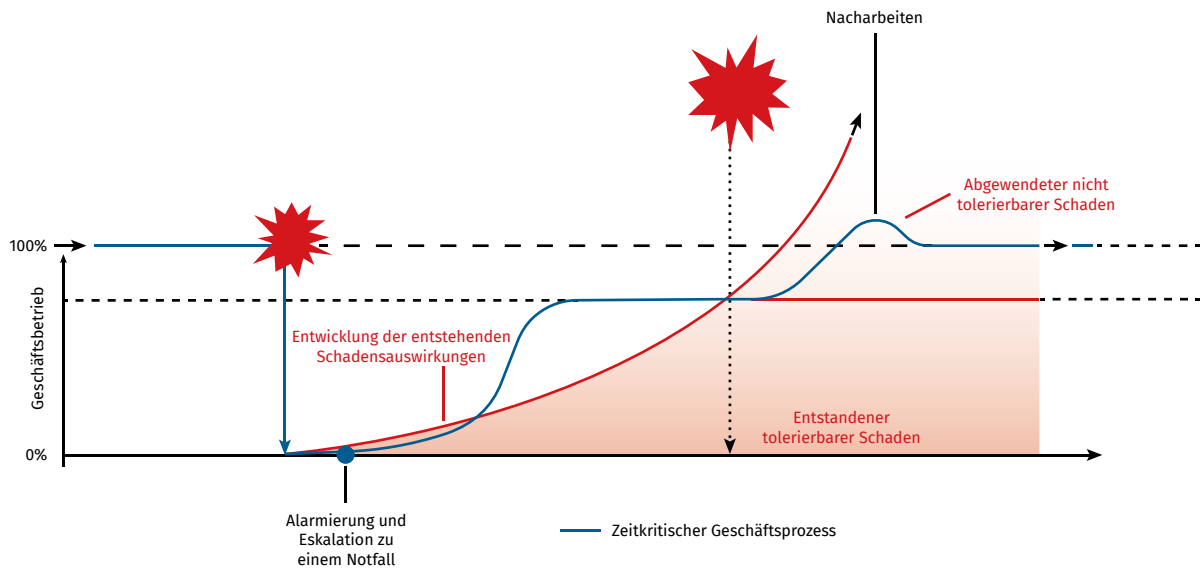 Nacharbeiten
Abgewendeter nicht
tolerierbarer Schaden
100%
Geschäftsbetrieb
Entwicklung der entstehenden
Schadensauswirkungen
Entstandener
tolerierbarer Schaden
0%
Alarmierung und
Eskalation zu
einem Notfall
Zeitkritischer Geschäftsprozess